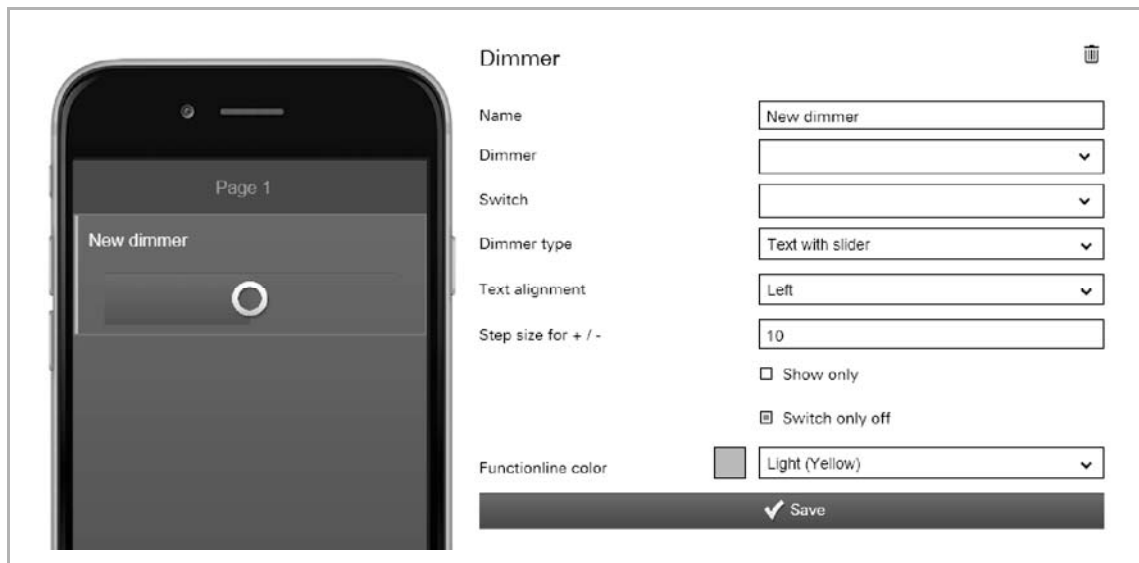 Page 1
New dimmer
Dimmer
Name
New dimmer
Dimmer
Switch
Dimmer type
Text with slider
Text alignment
Left
Step size for + / -
10
Show only
Switch only off
Functionline color
Light (Yellow)
Save